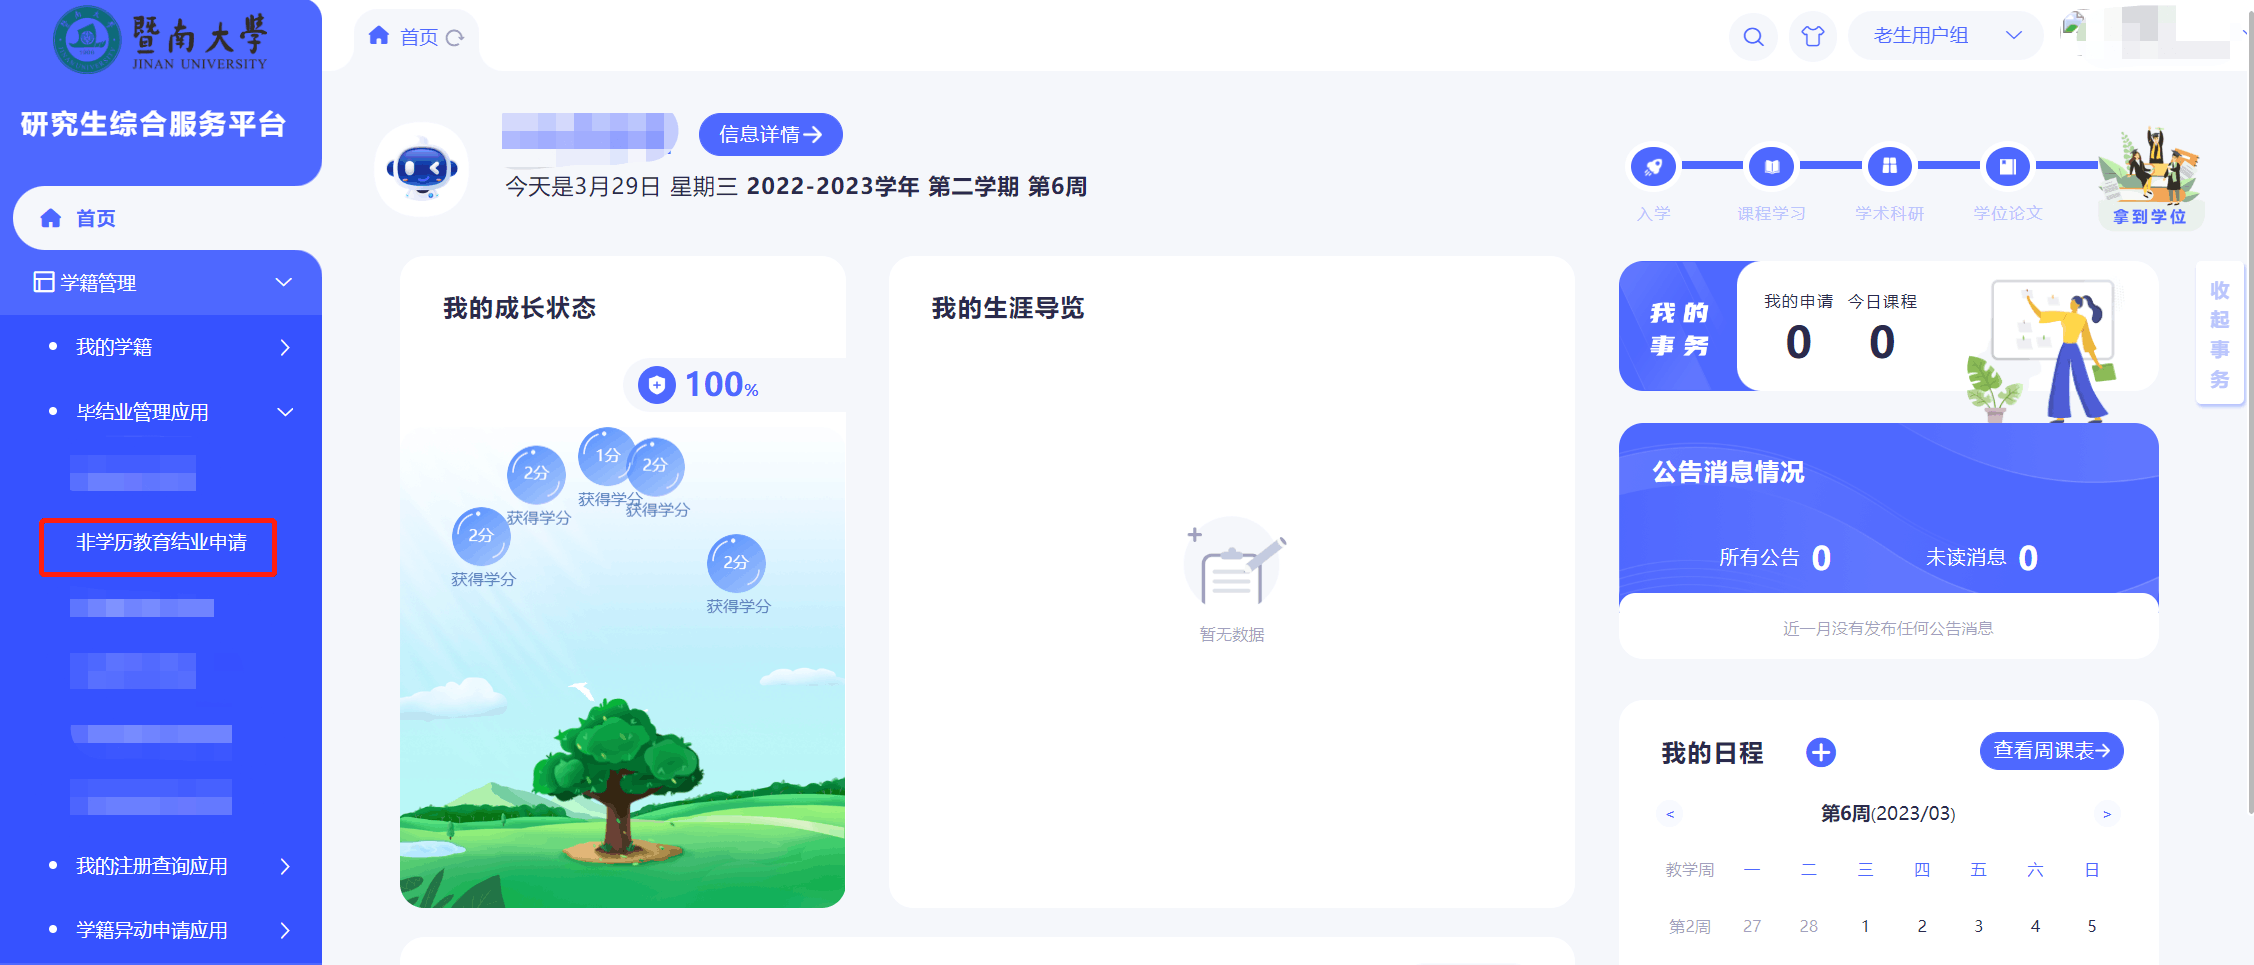 暨南大學
JINAN UNIVERSITY
研究生综合服务平台
首页
学籍管理
我的学籍
毕结业管理应用
非学历教育结业申请
我的注册查询应用
学籍异动申请应用
首页
老生用户组
信息详情
今天是3月29日 星期三 2022-2023学年 第二学期 第6周
入学
课程学习
学术科研
学位论文
拿到学位
我的成长状态
100%
2分
获得学分
1分
获得学分
2分
获得学分
2分
获得学分
2分
获得学分
我的生涯导览
暂无数据
我的
事务
我的申请 今日课程
0 0
收起事务
公告消息情况
所有公告 0 未读消息 0
近一月没有发布任何公告消息
我的日程
查看周课表
< 第6周(2023/03) >
教学周 一 二 三 四 五 六 日
第2周 27 28 1 2 3 4 5